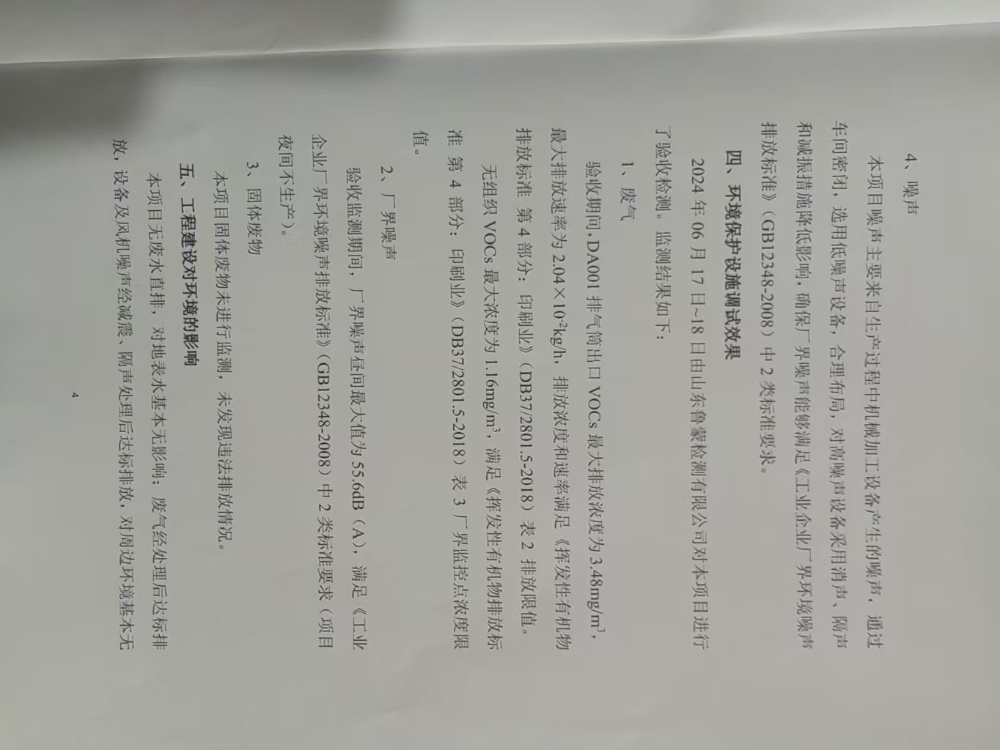 4、噪声
本项目噪声主要来自生产过程中机械加工设备产生的噪声，通过
车间密闭，选用低噪声设备，合理布局，对高噪声设备采用消声、隔声
和减振措施降低影响，确保厂界噪声能够满足《工业企业厂界环境噪声
排放标准》（GB12348-2008）中 2 类标准要求。
四、环境保护设施调试效果
2024 年 06 月 17 日~18 日由山东鲁蒙检测有限公司对本项目进行
了验收检测。监测结果如下：
1、废气
验收期间，DA001 排气筒出口 VOCs 最大排放浓度为 3.48mg/m³，
最大排放速率为 2.04×10⁻²kg/h，排放浓度和速率满足《挥发性有机物
排放标准 第 4 部分：印刷业》（DB37/2801.5-2018）表 2 排放限值。
无组织 VOCs 最大浓度为 1.16mg/m³，满足《挥发性有机物排放标
准 第 4 部分：印刷业》（DB37/2801.5-2018）表 3 厂界监控点浓度限
值。
2、厂界噪声
验收监测期间，厂界噪声昼间最大值为 55.6dB（A），满足《工业
企业厂界环境噪声排放标准》（GB12348-2008）中 2 类标准要求（项目
夜间不生产）。
3、固体废物
本项目固体废物未进行监测，未发现违法排放情况。
五、工程建设对环境的影响
本项目无废水直排，对地表水基本无影响；废气经处理后达标排
放，设备及风机噪声经减震、隔声处理后达标排放，对周边环境基本无
4